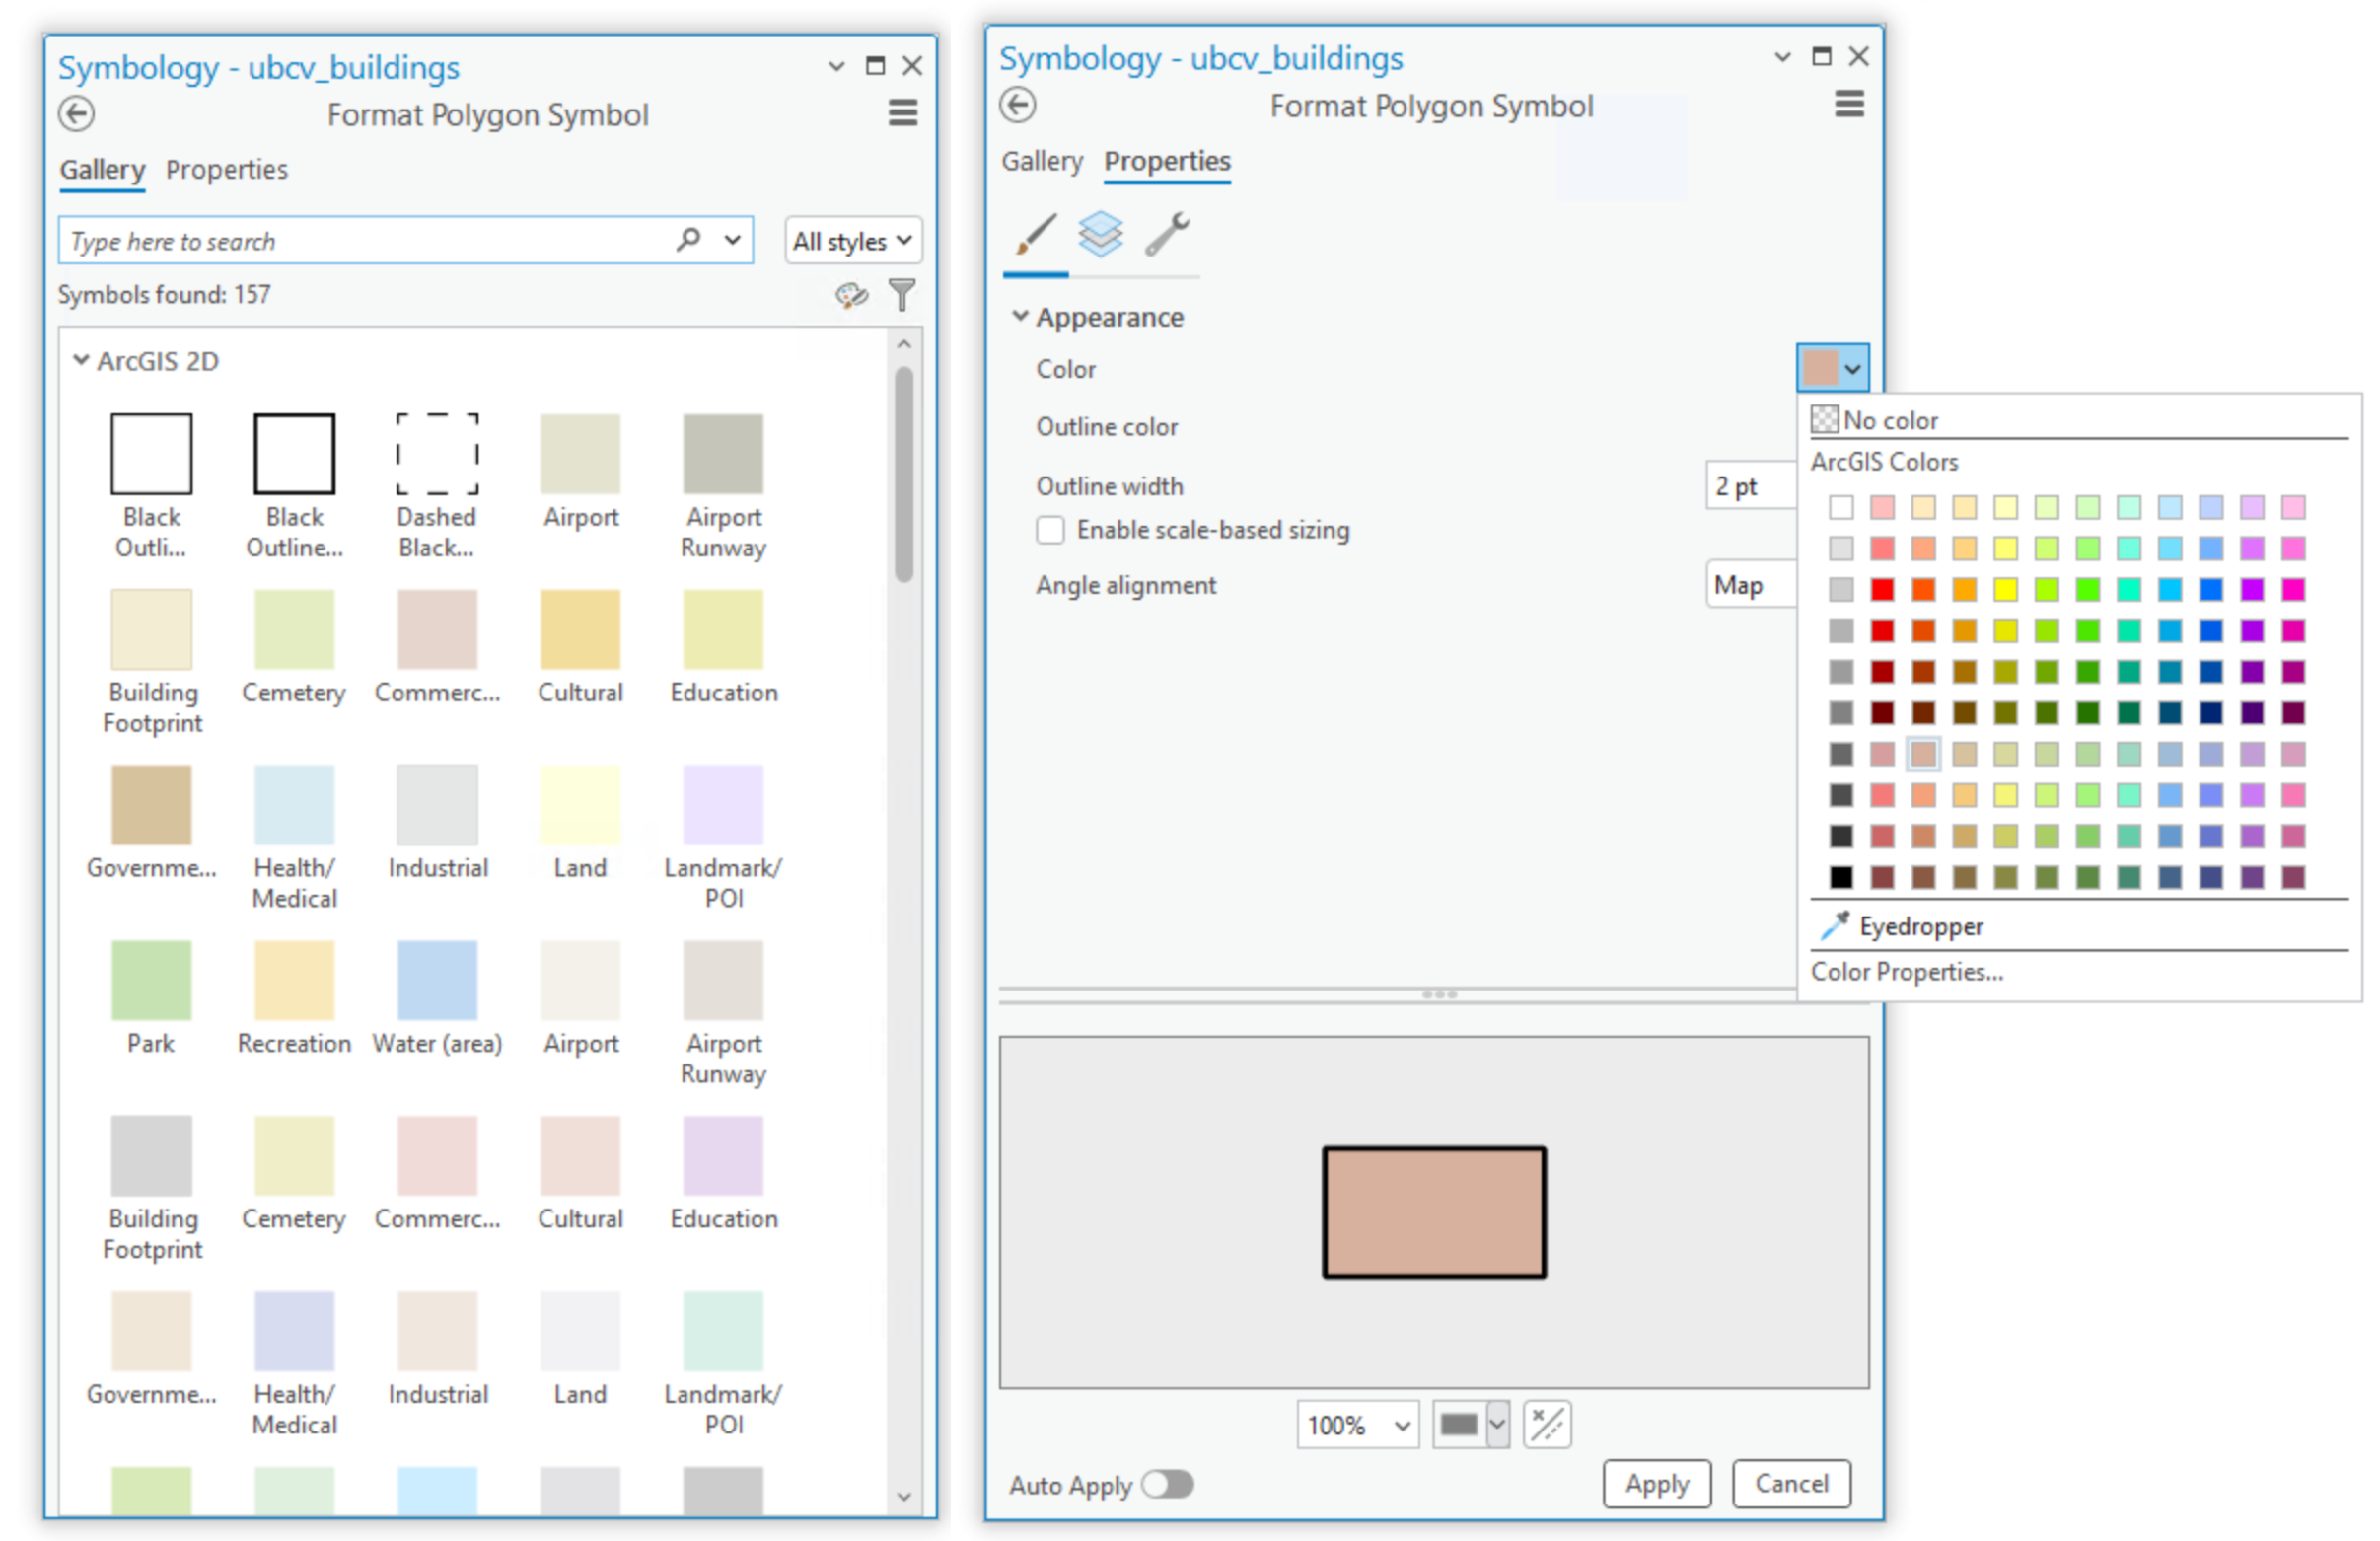 Symbology - ubcv_buildings
Format Polygon Symbol
Gallery Properties
Type here to search
All styles
Symbols found: 157
ArcGIS 2D
Black Outli...
Black Outline...
Dashed Black...
Airport
Airport Runway
Building Footprint
Cemetery
Commerc...
Cultural
Education
Governme...
Health/ Medical
Industrial
Land
Landmark/ POI
Park
Recreation
Water (area)
Airport
Airport Runway
Building Footprint
Cemetery
Commerc...
Cultural
Education
Governme...
Health/ Medical
Industrial
Land
Landmark/ POI
Symbology - ubcv_buildings
Format Polygon Symbol
Gallery Properties
Appearance
Color
Outline color
Outline width
2 pt
Enable scale-based sizing
Angle alignment
Map
No color
ArcGIS Colors
Eyedropper
Color Properties...
100%
Auto Apply
Apply
Cancel